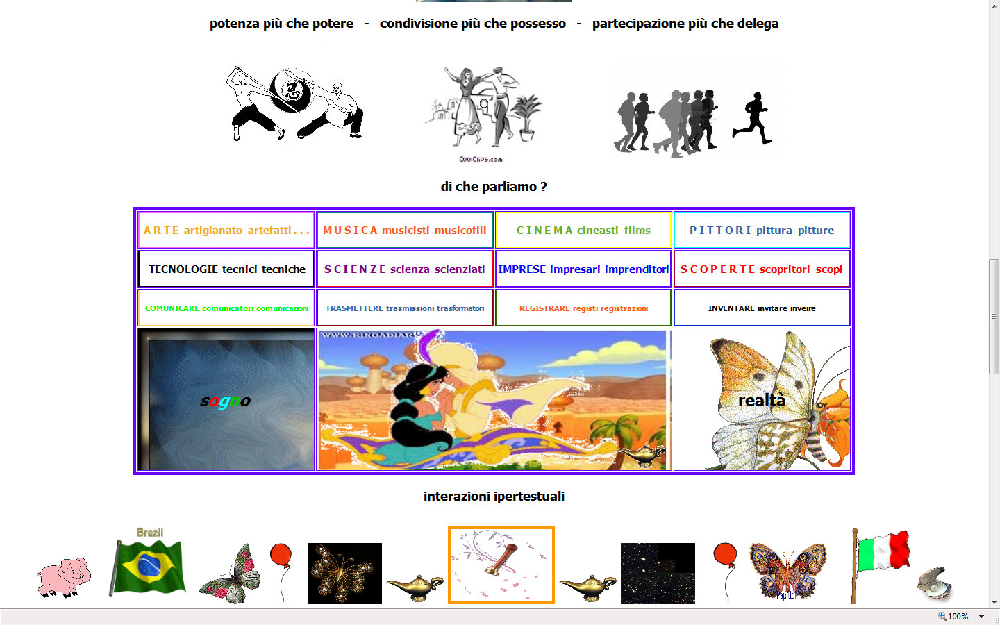 potenza più che potere - condivisione più che possesso - partecipazione più che delega
忍
CoolClips.com
di che parliamo ?
A R T E artigianato artefatti . . .
M U S I C A musicisti musicofili
C I N E M A cineasti films
P I T T O R I pittura pitture
TECNOLOGIE tecnici tecniche
S C I E N Z E scienza scienziati
IMPRESE impresari imprenditori
S C O P E R T E scopritori scopi
COMUNICARE comunicatori comunicazioni
TRASMETTERE trasmissioni trasformatori
REGISTRARE registi registrazioni
INVENTARE invitare inveire
sogno
realtà
interazioni ipertestuali
Brazil
Papillon
100%